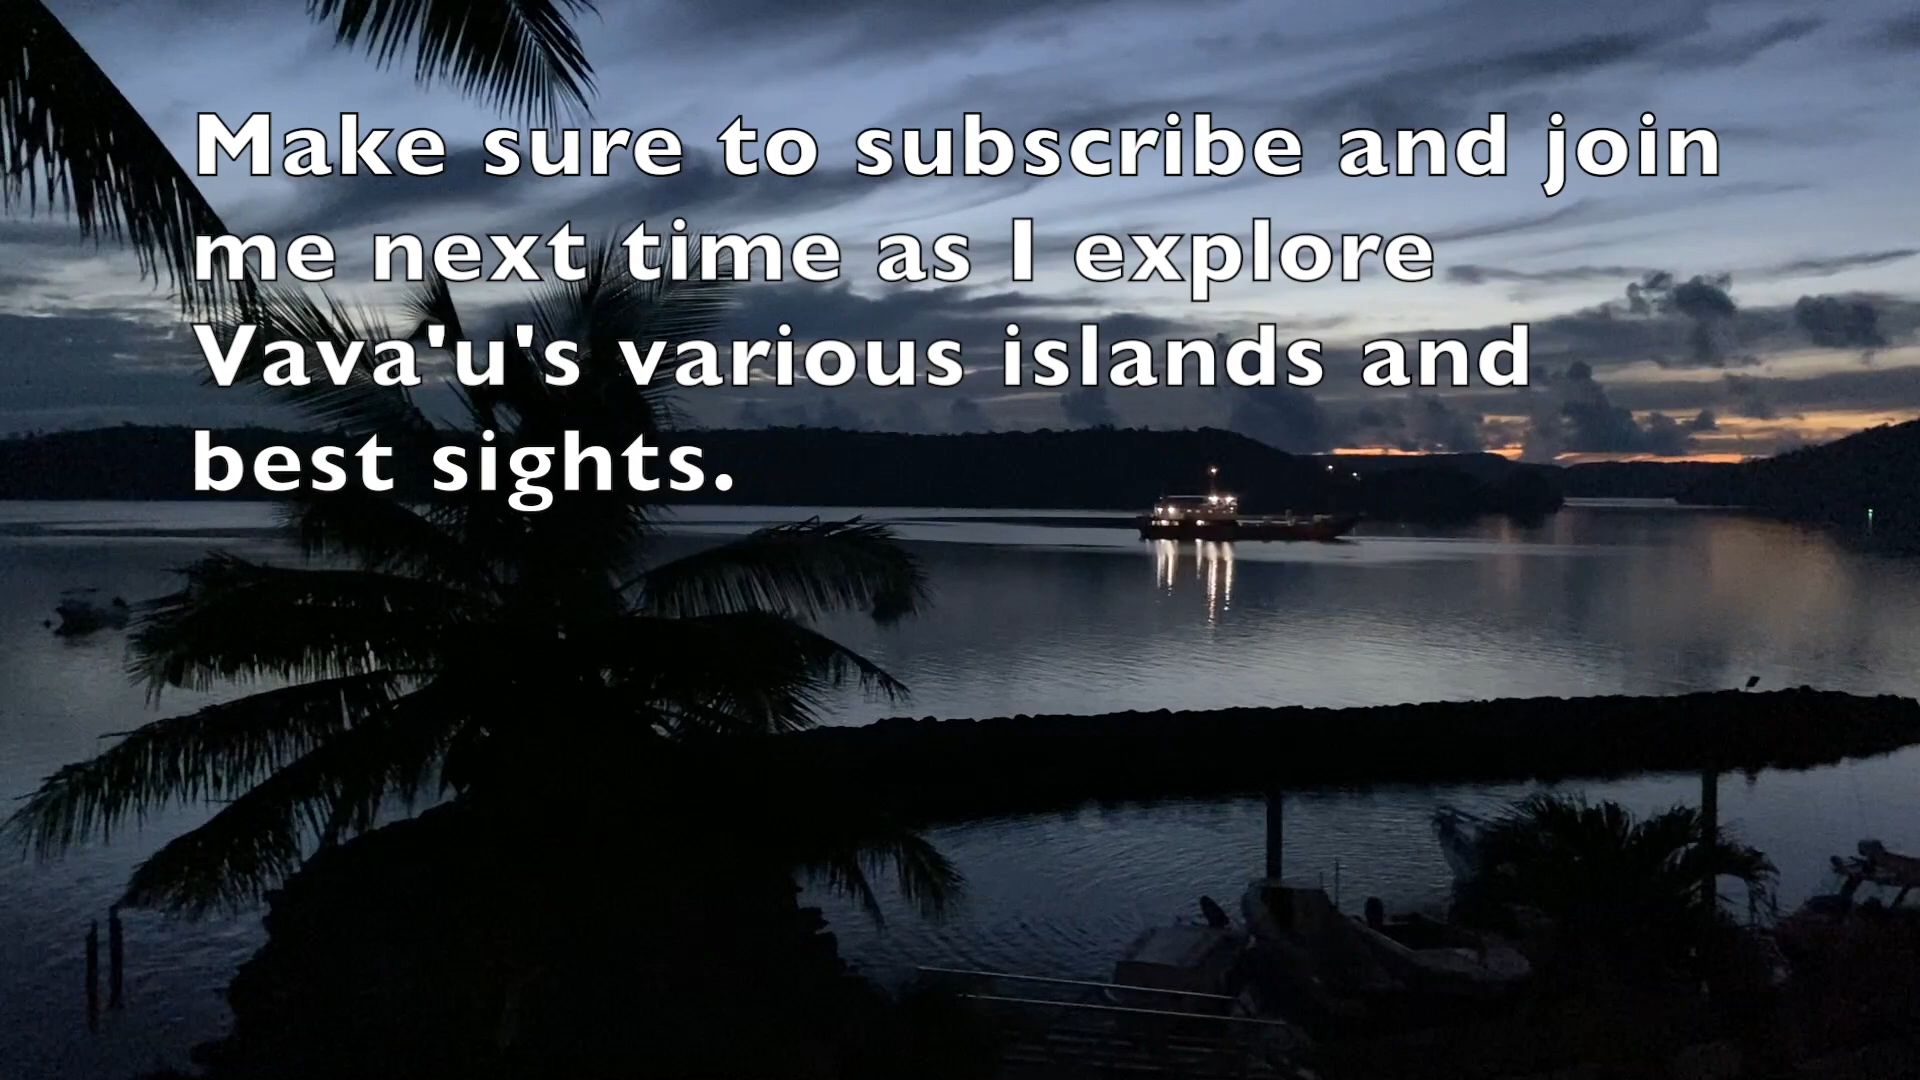 Make sure to subscribe and join
me next time as I explore
Vava'u's various islands and
best sights.